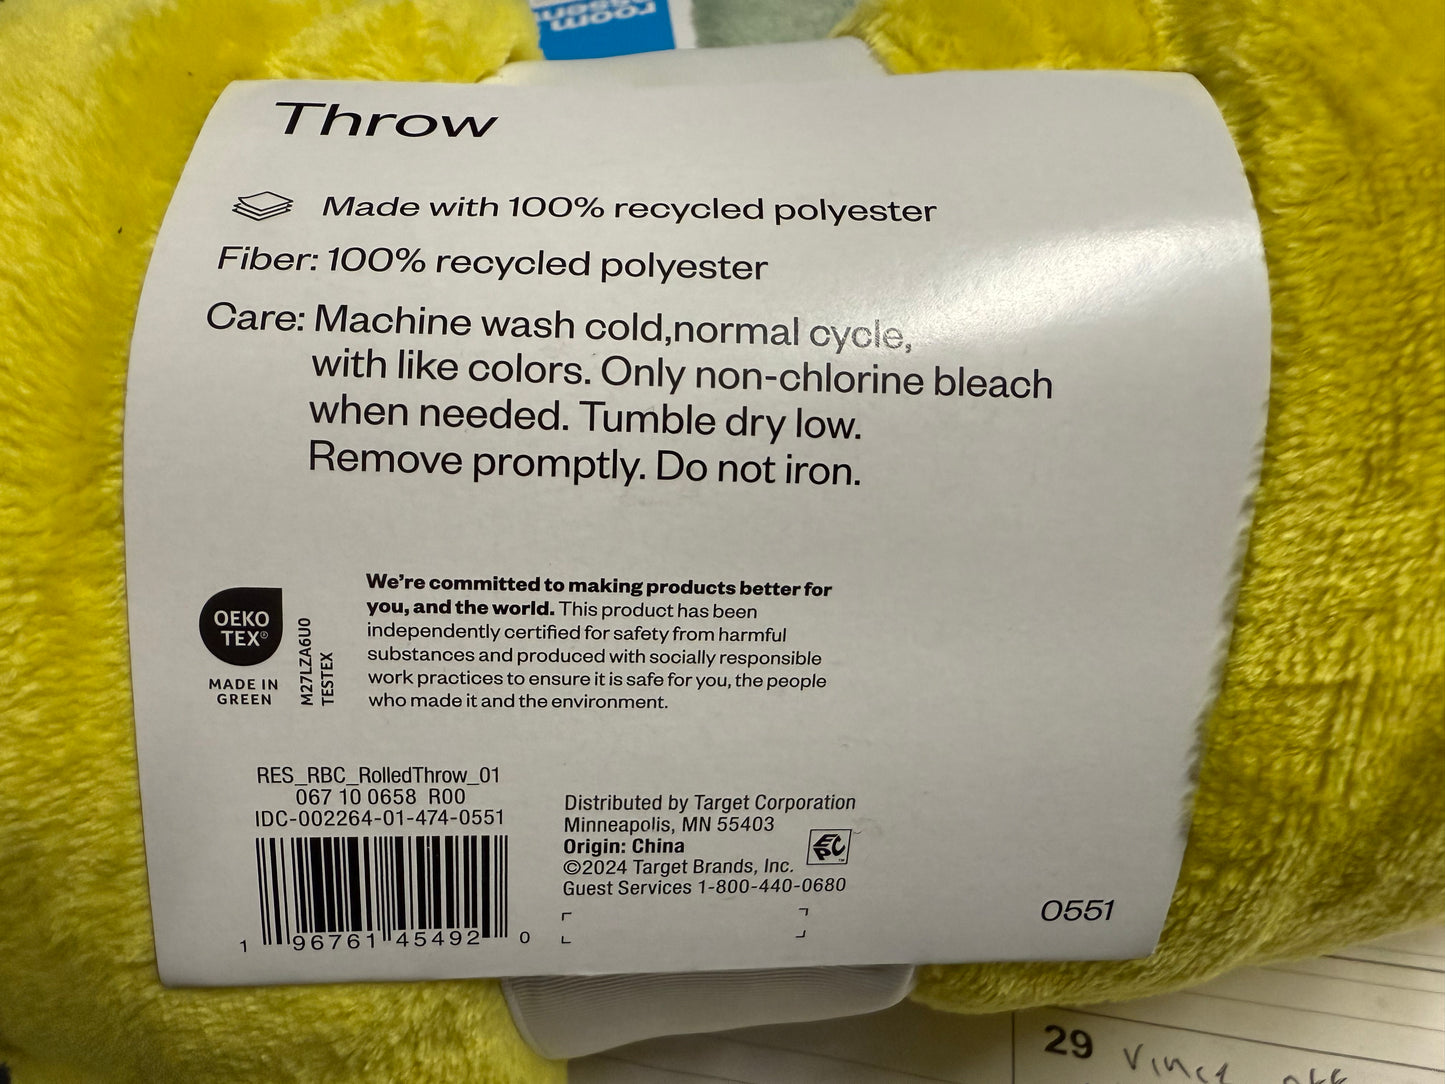 room
essen
Throw
Made with 100% recycled polyester
Fiber: 100% recycled polyester
Care: Machine wash cold,normal cycle,
with like colors. Only non-chlorine bleach
when needed. Tumble dry low.
Remove promptly. Do not iron.
OEKO
TEX®
MADE IN
GREEN
M27LZA6U0
TESTEX
We're committed to making products better for
you, and the world. This product has been
independently certified for safety from harmful
substances and produced with socially responsible
work practices to ensure it is safe for you, the people
who made it and the environment.
RES_RBC_RolledThrow_01
067 10 0658 R00
IDC-002264-01-474-0551
1 96761 45492 0
Distributed by Target Corporation
Minneapolis, MN 55403
Origin: China
©2024 Target Brands, Inc.
Guest Services 1-800-440-0680
EPC™
0551
29